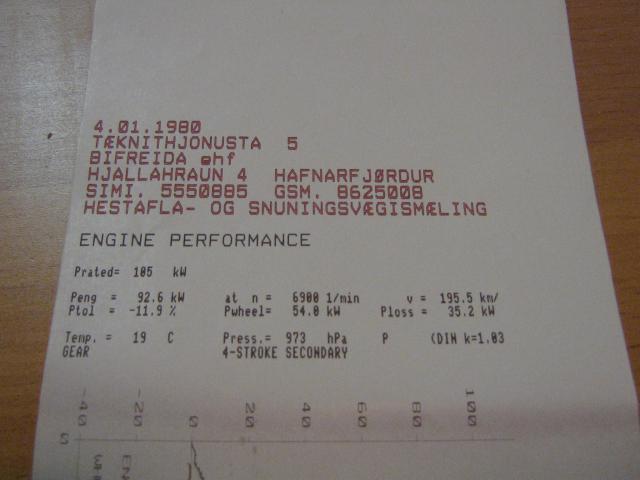 4.01.1980
TÆKNITHJONUSTA 5
BIFREIDA ehf
HJALLAHRAUN 4 HAFNARFJØRDUR
SIMI. 5550885 GSM. 8625008
HESTAFLA- OG SNUNINGSVÆGISMÆLING
ENGINE PERFORMANCE
Prated= 105 kW
Peng = 92.6 kW at n = 6900 1/min v = 195.5 km/
Ptol = -11.9 % Pwheel= 54.0 kW Ploss = 35.2 kW
Temp. = 19 C Press.= 973 hPa P (DIN k=1.03
GEAR 4-STROKE SECONDARY
-40 -20 0 20 40 60 80 100
0
WH EN